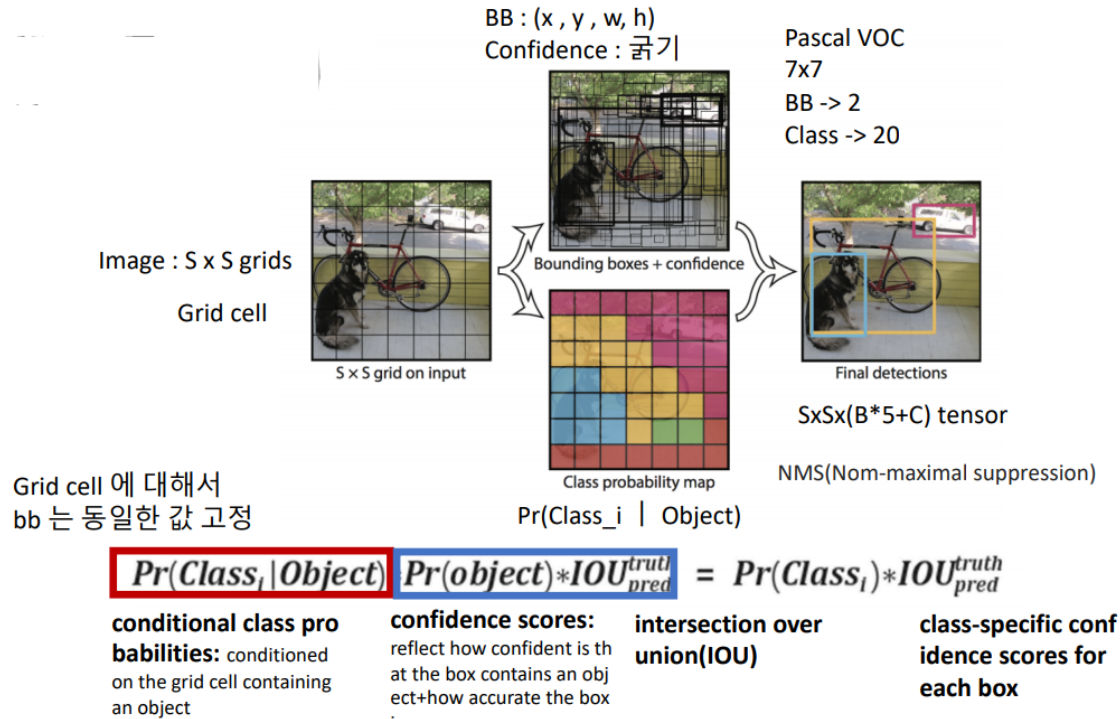 BB : (x , y , w, h)
Confidence : 굵기
Pascal VOC
7x7
BB -> 2
Class -> 20
Image : S x S grids
Grid cell
S × S grid on input
Bounding boxes + confidence
Class probability map
Pr(Class_i | Object)
Final detections
SxSx(B*5+C) tensor
NMS(Nom-maximal suppression)
Grid cell 에 대해서
bb 는 동일한 값 고정
Pr(Class_i|Object) Pr(object)*IOU^truth_pred = Pr(Class_i)*IOU^truth_pred
conditional class pro
babilities: conditioned
on the grid cell containing
an object
confidence scores:
reflect how confident is th
at the box contains an obj
ect+how accurate the box
intersection over
union(IOU)
class-specific conf
idence scores for
each box